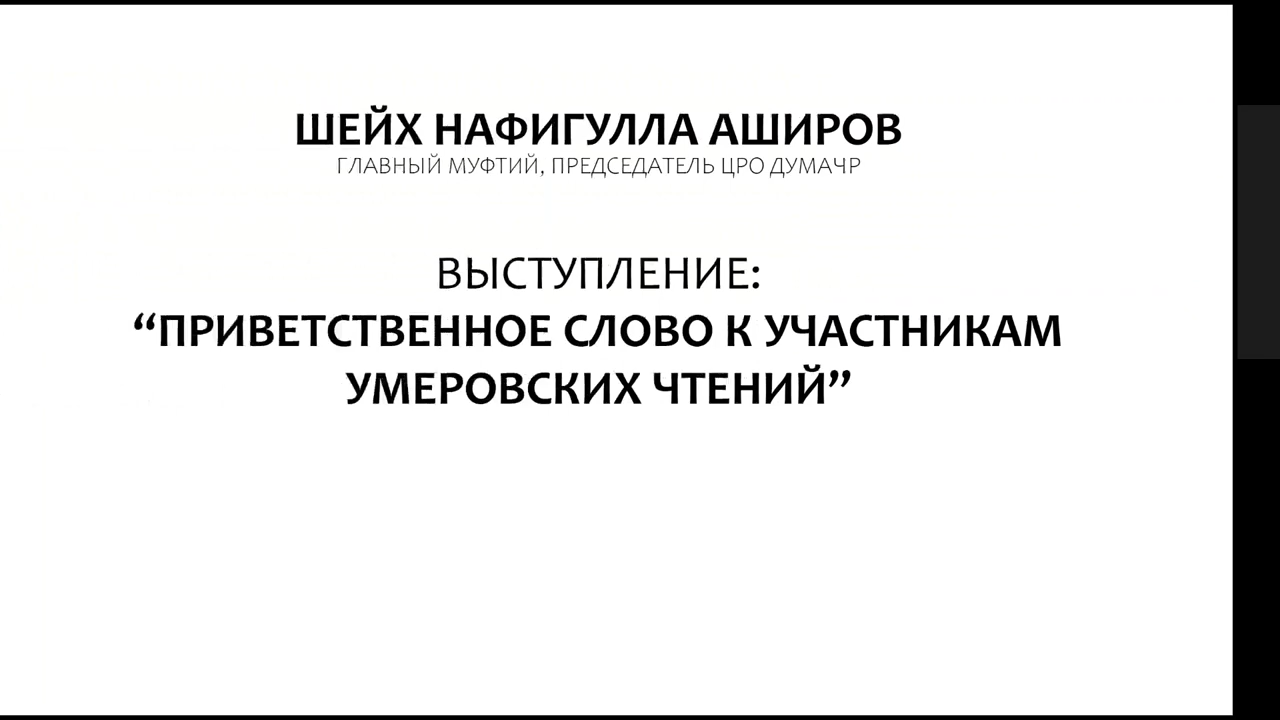 ШЕЙХ НАФИГУЛЛА АШИРОВ
ГЛАВНЫЙ МУФТИЙ, ПРЕДСЕДАТЕЛЬ ЦРО ДУМАЧР
ВЫСТУПЛЕНИЕ:
“ПРИВЕТСТВЕННОЕ СЛОВО К УЧАСТНИКАМ
УМЕРОВСКИХ ЧТЕНИЙ”